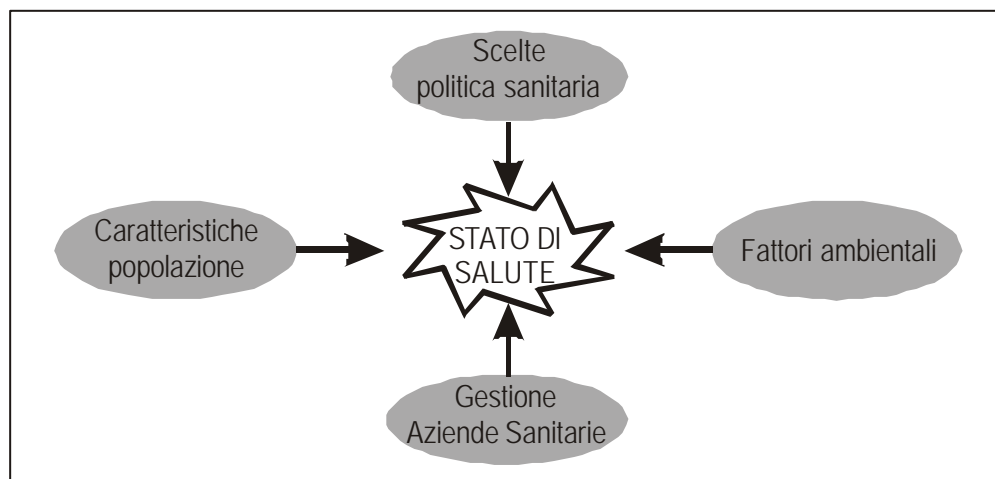 Scelte
politica sanitaria
Caratteristiche
popolazione
STATO DI
SALUTE
Fattori ambientali
Gestione
Aziende Sanitarie